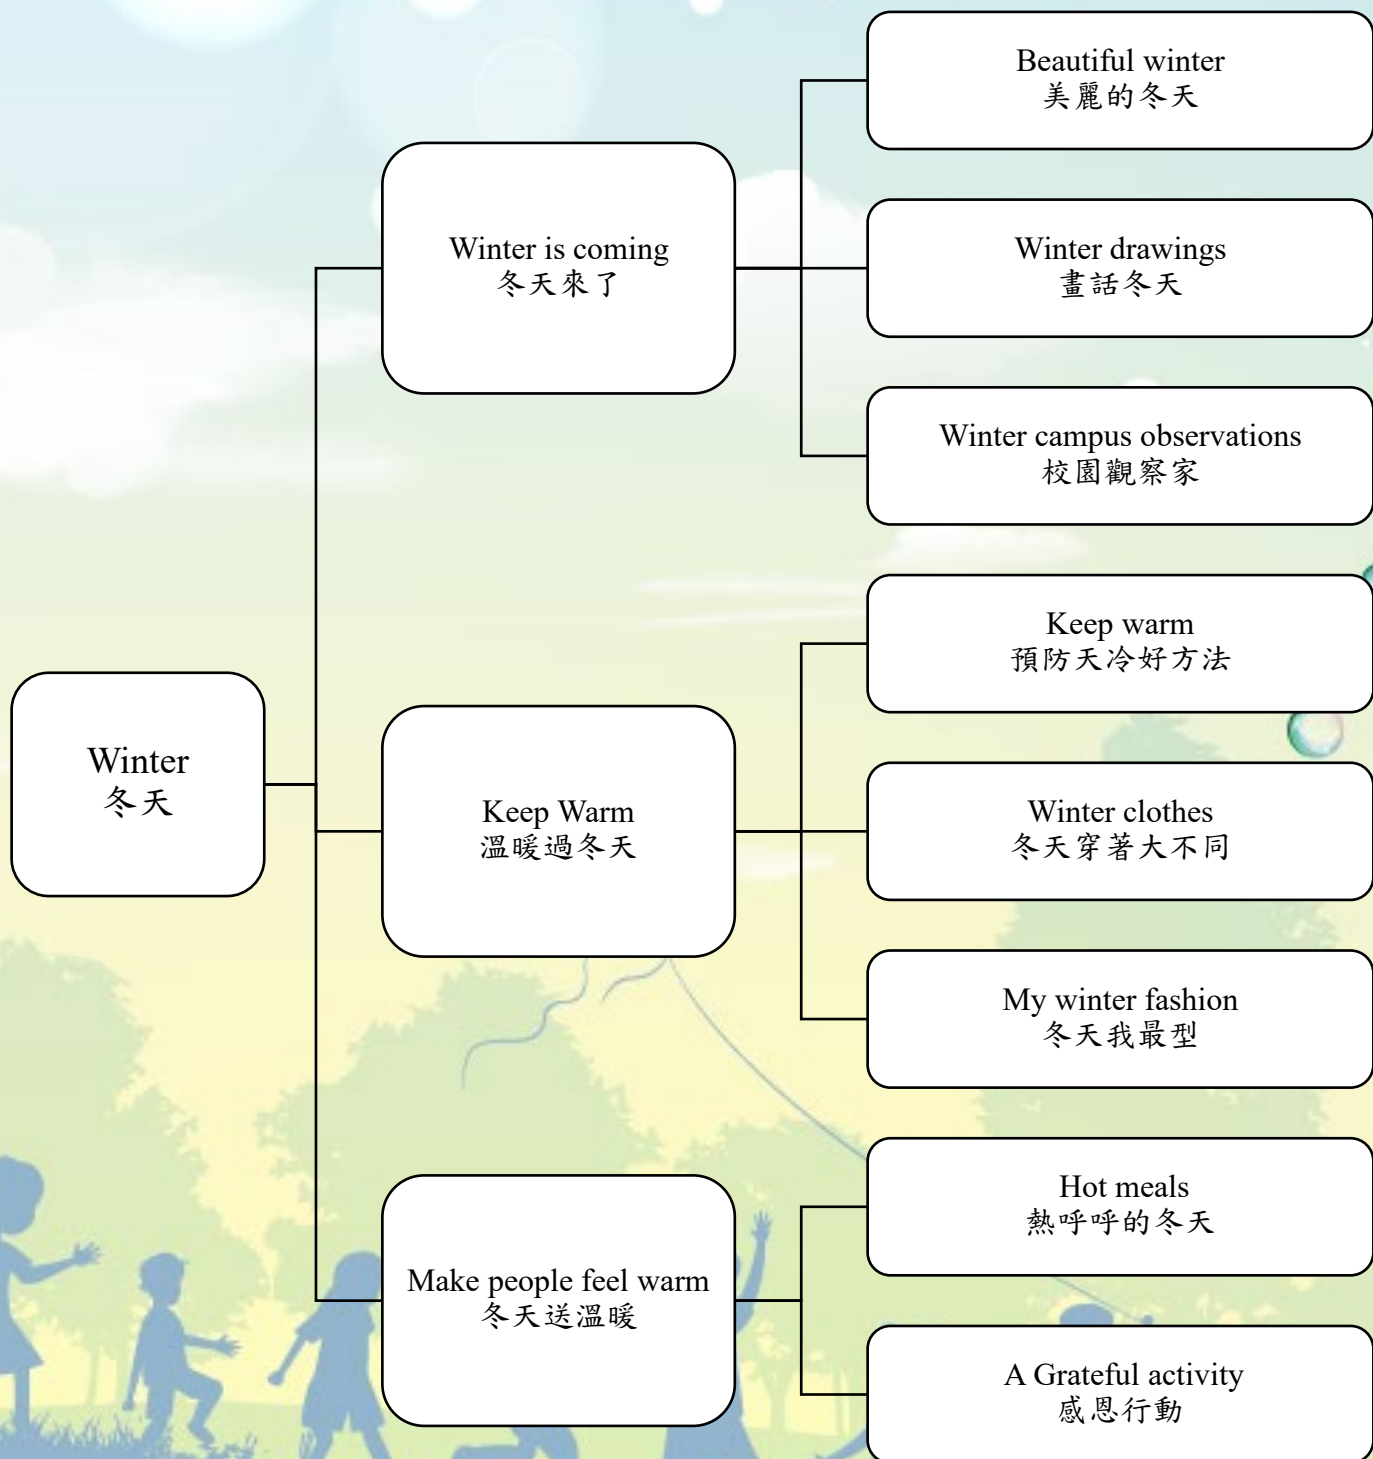 Winter
冬天
Winter is coming
冬天來了
Beautiful winter
美麗的冬天
Winter drawings
畫話冬天
Winter campus observations
校園觀察家
Keep Warm
溫暖過冬天
Keep warm
預防天冷好方法
Winter clothes
冬天穿著大不同
My winter fashion
冬天我最型
Make people feel warm
冬天送溫暖
Hot meals
熱呼呼的冬天
A Grateful activity
感恩行動